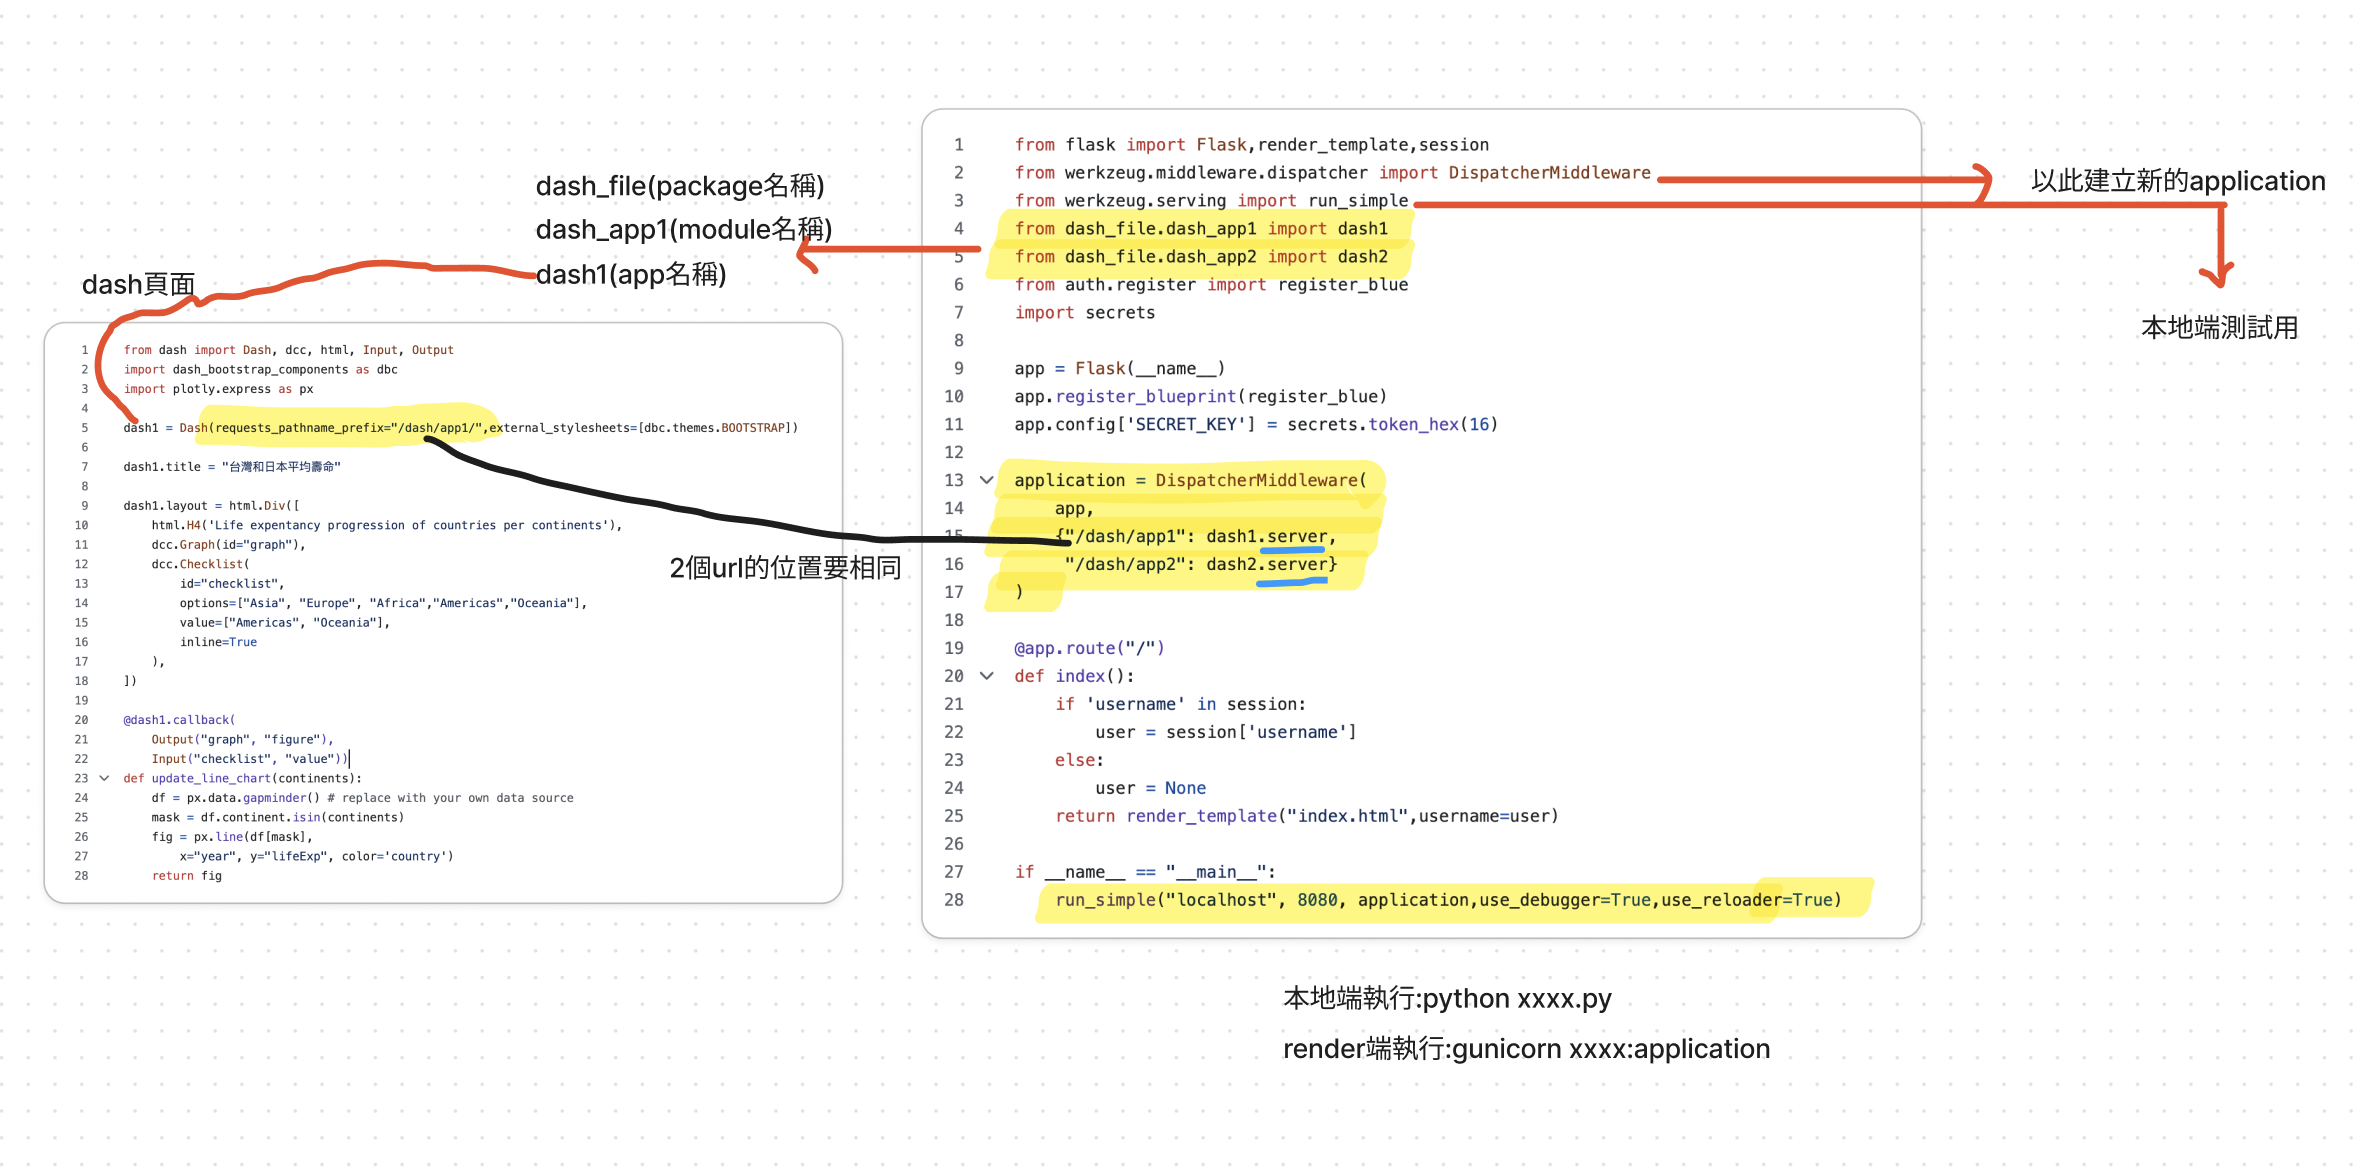 dash_file(package名稱)
dash_app1(module名稱)
dash1(app名稱)
dash頁面
1 from dash import Dash, dcc, html, Input, Output
2 import dash_bootstrap_components as dbc
3 import plotly.express as px
4
5 dash1 = Dash(requests_pathname_prefix="/dash/app1/",external_stylesheets=[dbc.themes.BOOTSTRAP])
6
7 dash1.title = "台灣和日本平均壽命"
8
9 dash1.layout = html.Div([
10     html.H4('Life expentancy progression of countries per continents'),
11     dcc.Graph(id="graph"),
12     dcc.Checklist(
13         id="checklist",
14         options=["Asia", "Europe", "Africa","Americas","Oceania"],
15         value=["Americas", "Oceania"],
16         inline=True
17     ),
18 ])
19
20 @dash1.callback(
21     Output("graph", "figure"),
22     Input("checklist", "value"))
23 def update_line_chart(continents):
24     df = px.data.gapminder() # replace with your own data source
25     mask = df.continent.isin(continents)
26     fig = px.line(df[mask],
27         x="year", y="lifeExp", color='country')
28     return fig
2個url的位置要相同
1 from flask import Flask,render_template,session
2 from werkzeug.middleware.dispatcher import DispatcherMiddleware
3 from werkzeug.serving import run_simple
4 from dash_file.dash_app1 import dash1
5 from dash_file.dash_app2 import dash2
6 from auth.register import register_blue
7 import secrets
8
9 app = Flask(__name__)
10 app.register_blueprint(register_blue)
11 app.config['SECRET_KEY'] = secrets.token_hex(16)
12
13 application = DispatcherMiddleware(
14     app,
15     {"/dash/app1": dash1.server,
16      "/dash/app2": dash2.server}
17 )
18
19 @app.route("/")
20 def index():
21     if 'username' in session:
22         user = session['username']
23     else:
24         user = None
25     return render_template("index.html",username=user)
26
27 if __name__ == "__main__":
28     run_simple("localhost", 8080, application,use_debugger=True,use_reloader=True)
以此建立新的application
本地端測試用
本地端執行:python xxxx.py
render端執行:gunicorn xxxx:application